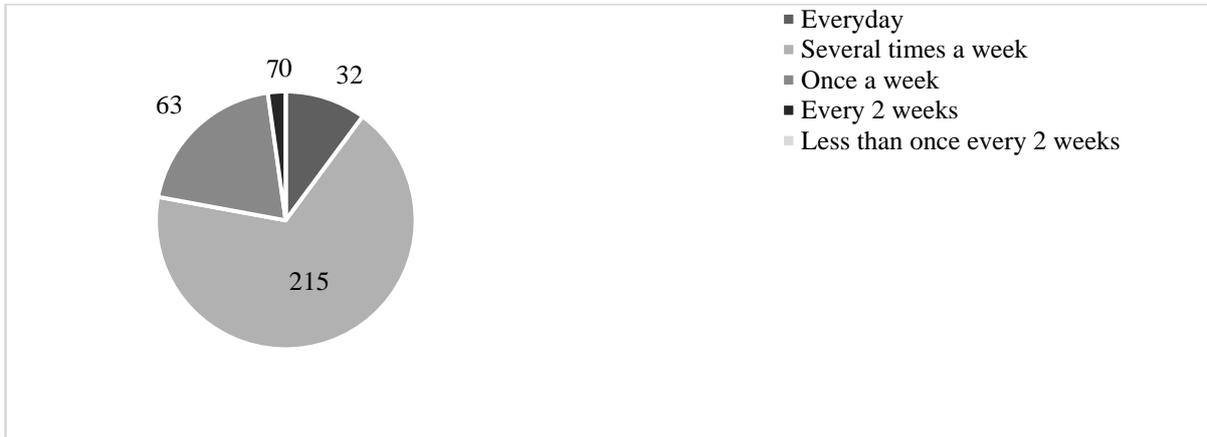 Everyday
Several times a week
Once a week
Every 2 weeks
Less than once every 2 weeks
70
32
63
215